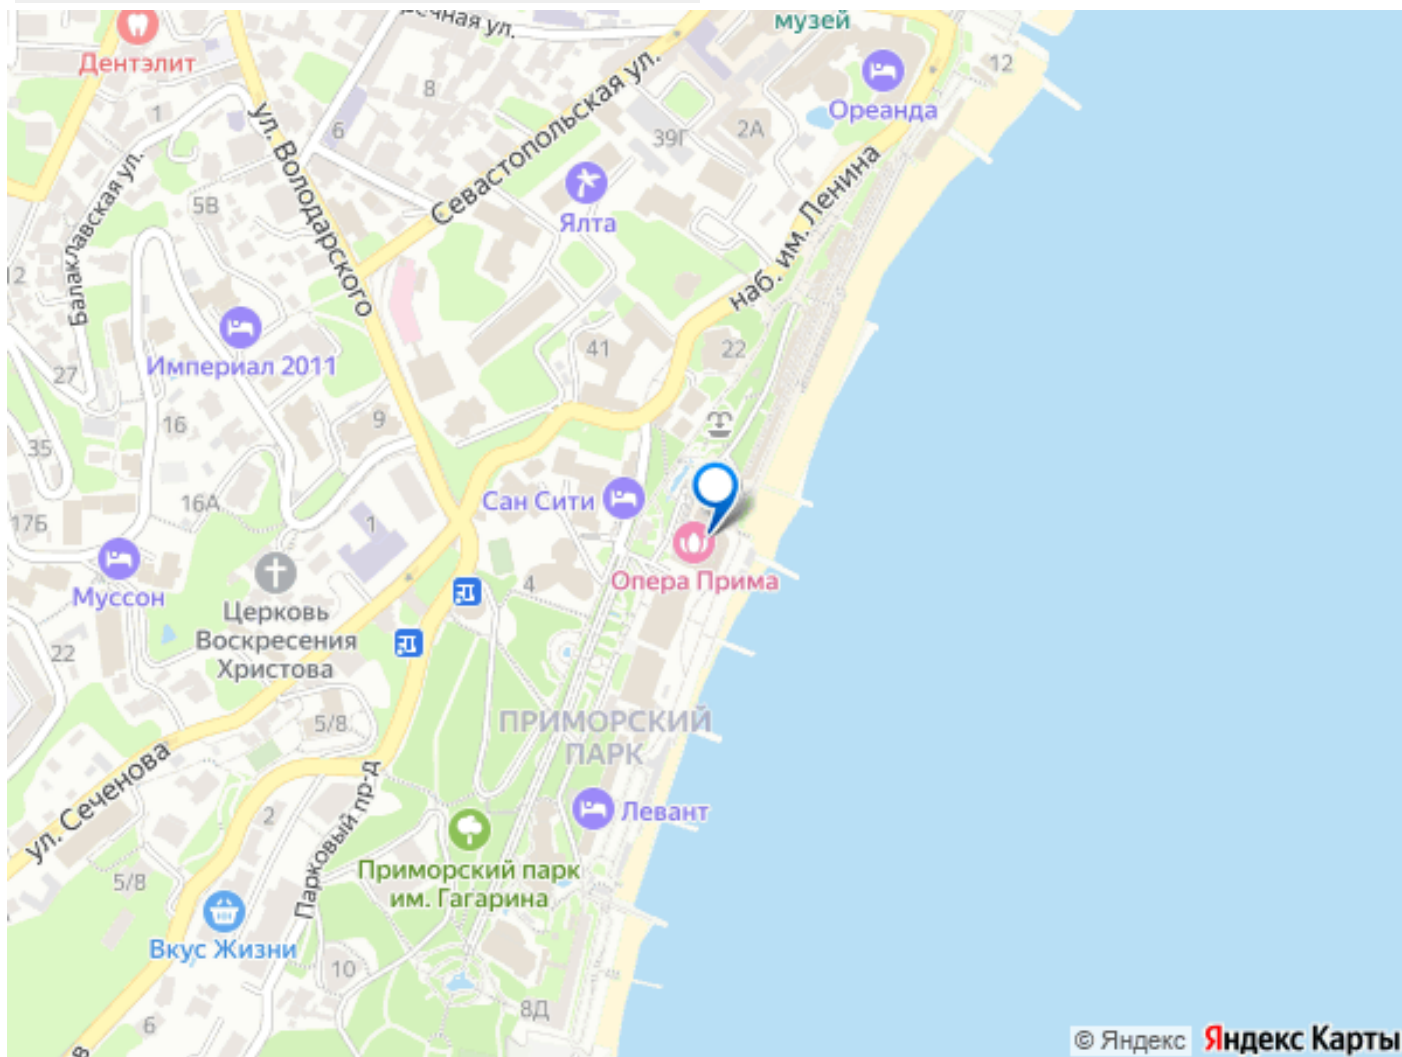 музей
Дентэлит
12
8
Ореанда
1
ул. Володарского
6
Севастопольская ул.
39Г
2А
Балаклавская ул.
5В
Ялта
наб. им. Ленина
12
Империал 2011
41
22
27
16
9
35
16А
Сан Сити
17Б
1
Опера Прима
Муссон
4
Церковь
Воскресения
Христова
22
5/8
ПРИМОРСКИЙ
ПАРК
ул. Сеченова
Парковый пр-д
2
Левант
Приморский парк
им. Гагарина
5/8
Вкус Жизни
10
8Д
6
© Яндекс Яндекс Карты